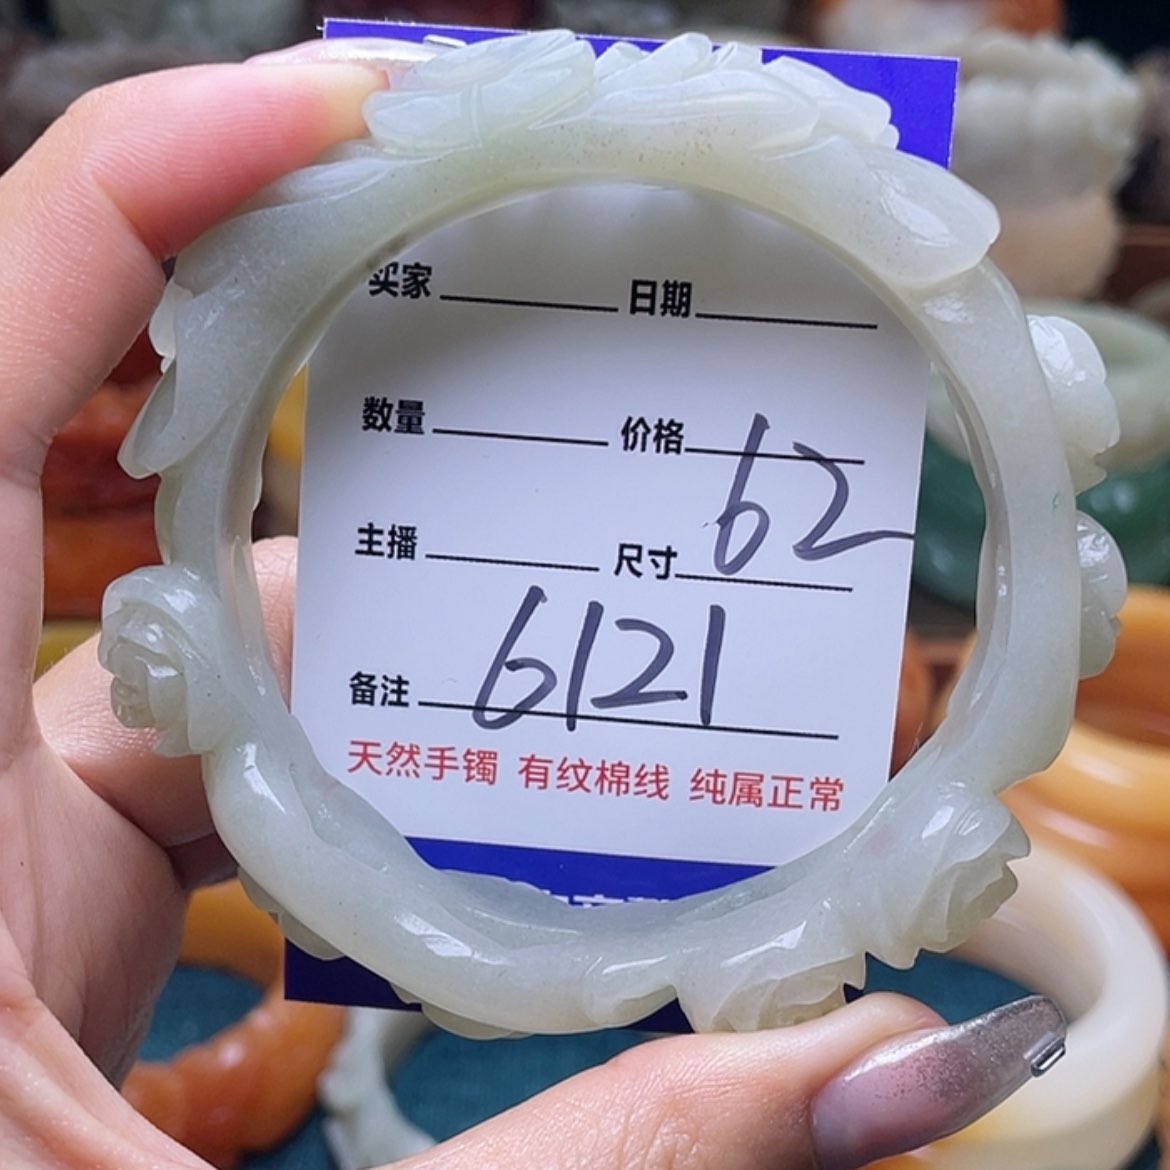 买家 日期
数量 价格
62
主播 尺寸
6121
备注
天然手镯 有纹棉线 纯属正常